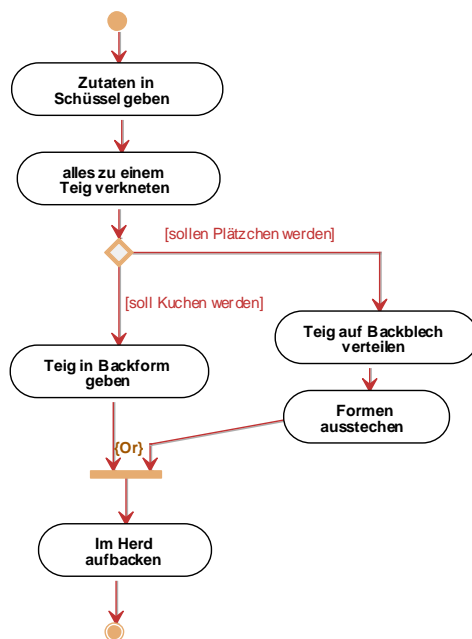 Zutaten in
Schüssel geben
alles zu einem
Teig verkneten
[sollen Plätzchen werden]
[soll Kuchen werden]
Teig auf Backblech
verteilen
Teig in Backform
geben
Formen
ausstechen
{Or}
Im Herd
aufbacken